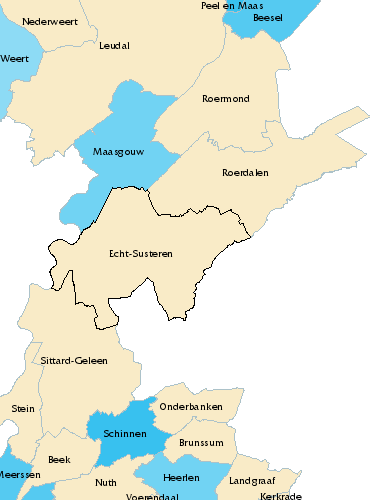 Peel en Maas
Beesel
Nederweert
Leudal
Weert
Roermond
Maasgouw
Roerdalen
Echt-Susteren
Sittard-Geleen
Stein
Onderbanken
Schinnen
Brunssum
Beek
Meerssen
Nuth
Heerlen
Landgraaf
Voerendaal
Kerkrade